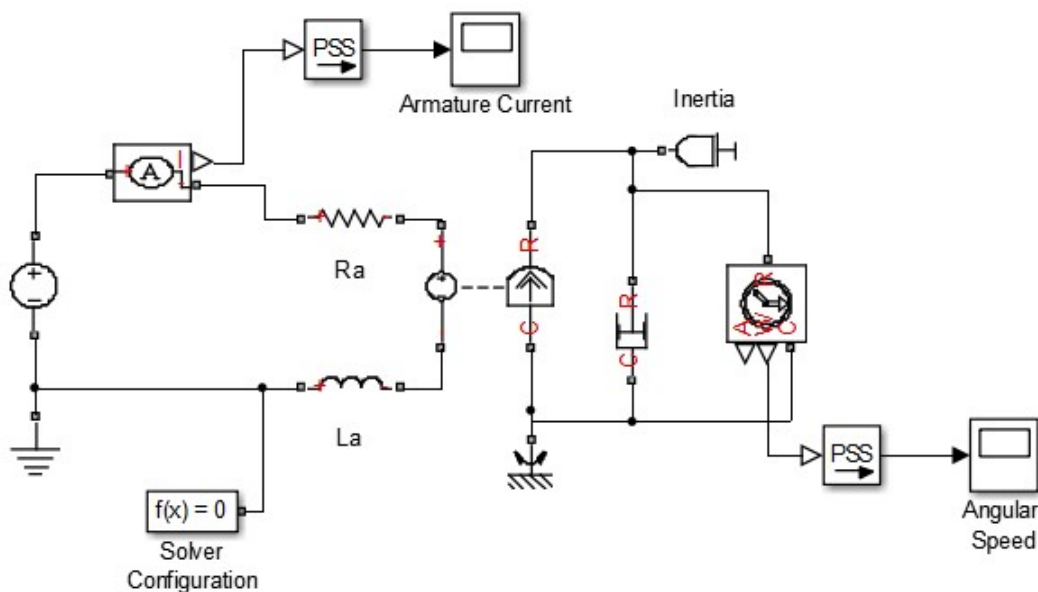 PSS
Armature Current
Inertia
A
I
+
-
Ra
+
-
R
C
R
C
A
W
R
C
+
-
La
PSS
f(x) = 0
Solver
Configuration
Angular
Speed